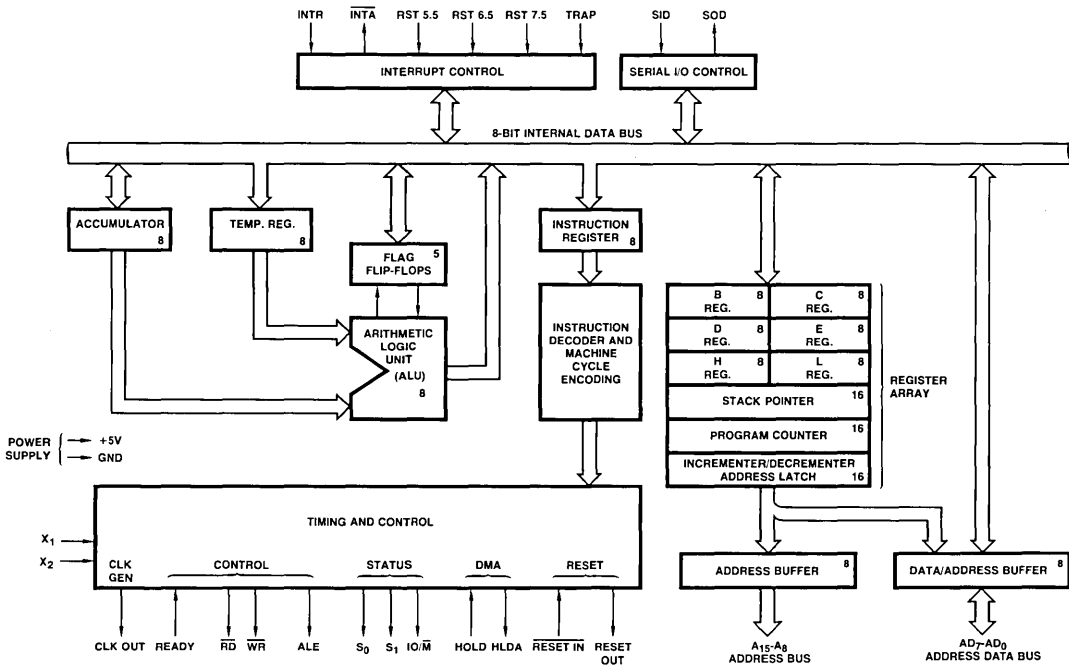 INTR INTA RST 5.5 RST 6.5 RST 7.5 TRAP
SID SOD
INTERRUPT CONTROL
SERIAL I/O CONTROL
8-BIT INTERNAL DATA BUS
ACCUMULATOR
8
TEMP. REG.
8
FLAG 5
FLIP-FLOPS
ARITHMETIC
LOGIC
UNIT
(ALU)
8
INSTRUCTION
REGISTER
8
INSTRUCTION
DECODER AND
MACHINE
CYCLE
ENCODING
B 8
REG.
C 8
REG.
D 8
REG.
E 8
REG.
H 8
REG.
L 8
REG.
STACK POINTER 16
PROGRAM COUNTER 16
INCREMENTER/DECREMENTER
ADDRESS LATCH 16
REGISTER
ARRAY
POWER
SUPPLY
+5V
GND
TIMING AND CONTROL
X1
X2
CLK
GEN
CONTROL
STATUS
DMA
RESET
CLK OUT READY RD WR ALE S0 S1 IO/M HOLD HLDA RESET IN RESET
OUT
ADDRESS BUFFER 8
DATA/ADDRESS BUFFER 8
A15-A8
ADDRESS BUS
AD7-AD0
ADDRESS DATA BUS